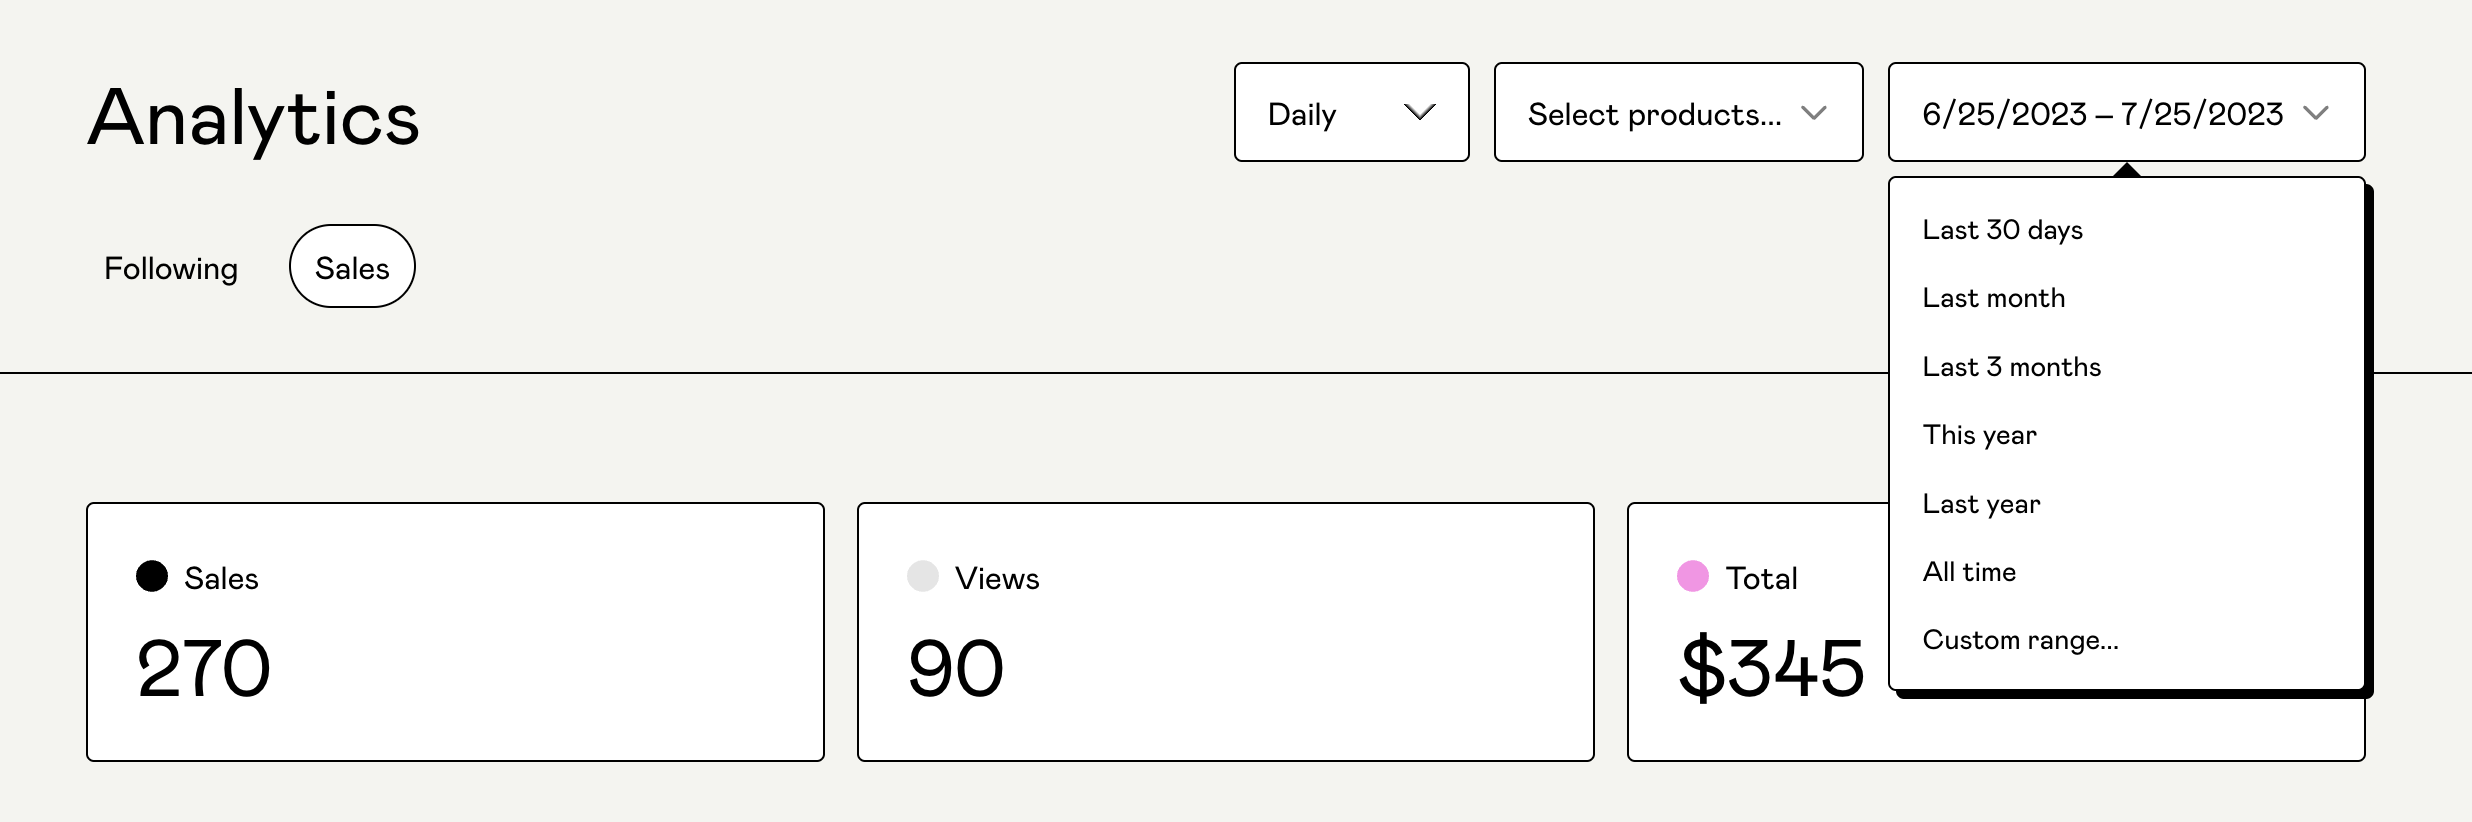 Analytics
Daily
Select products...
6/25/2023 – 7/25/2023
Following
Sales
Last 30 days
Last month
Last 3 months
This year
Last year
All time
Custom range...
Sales
270
Views
90
Total
$345